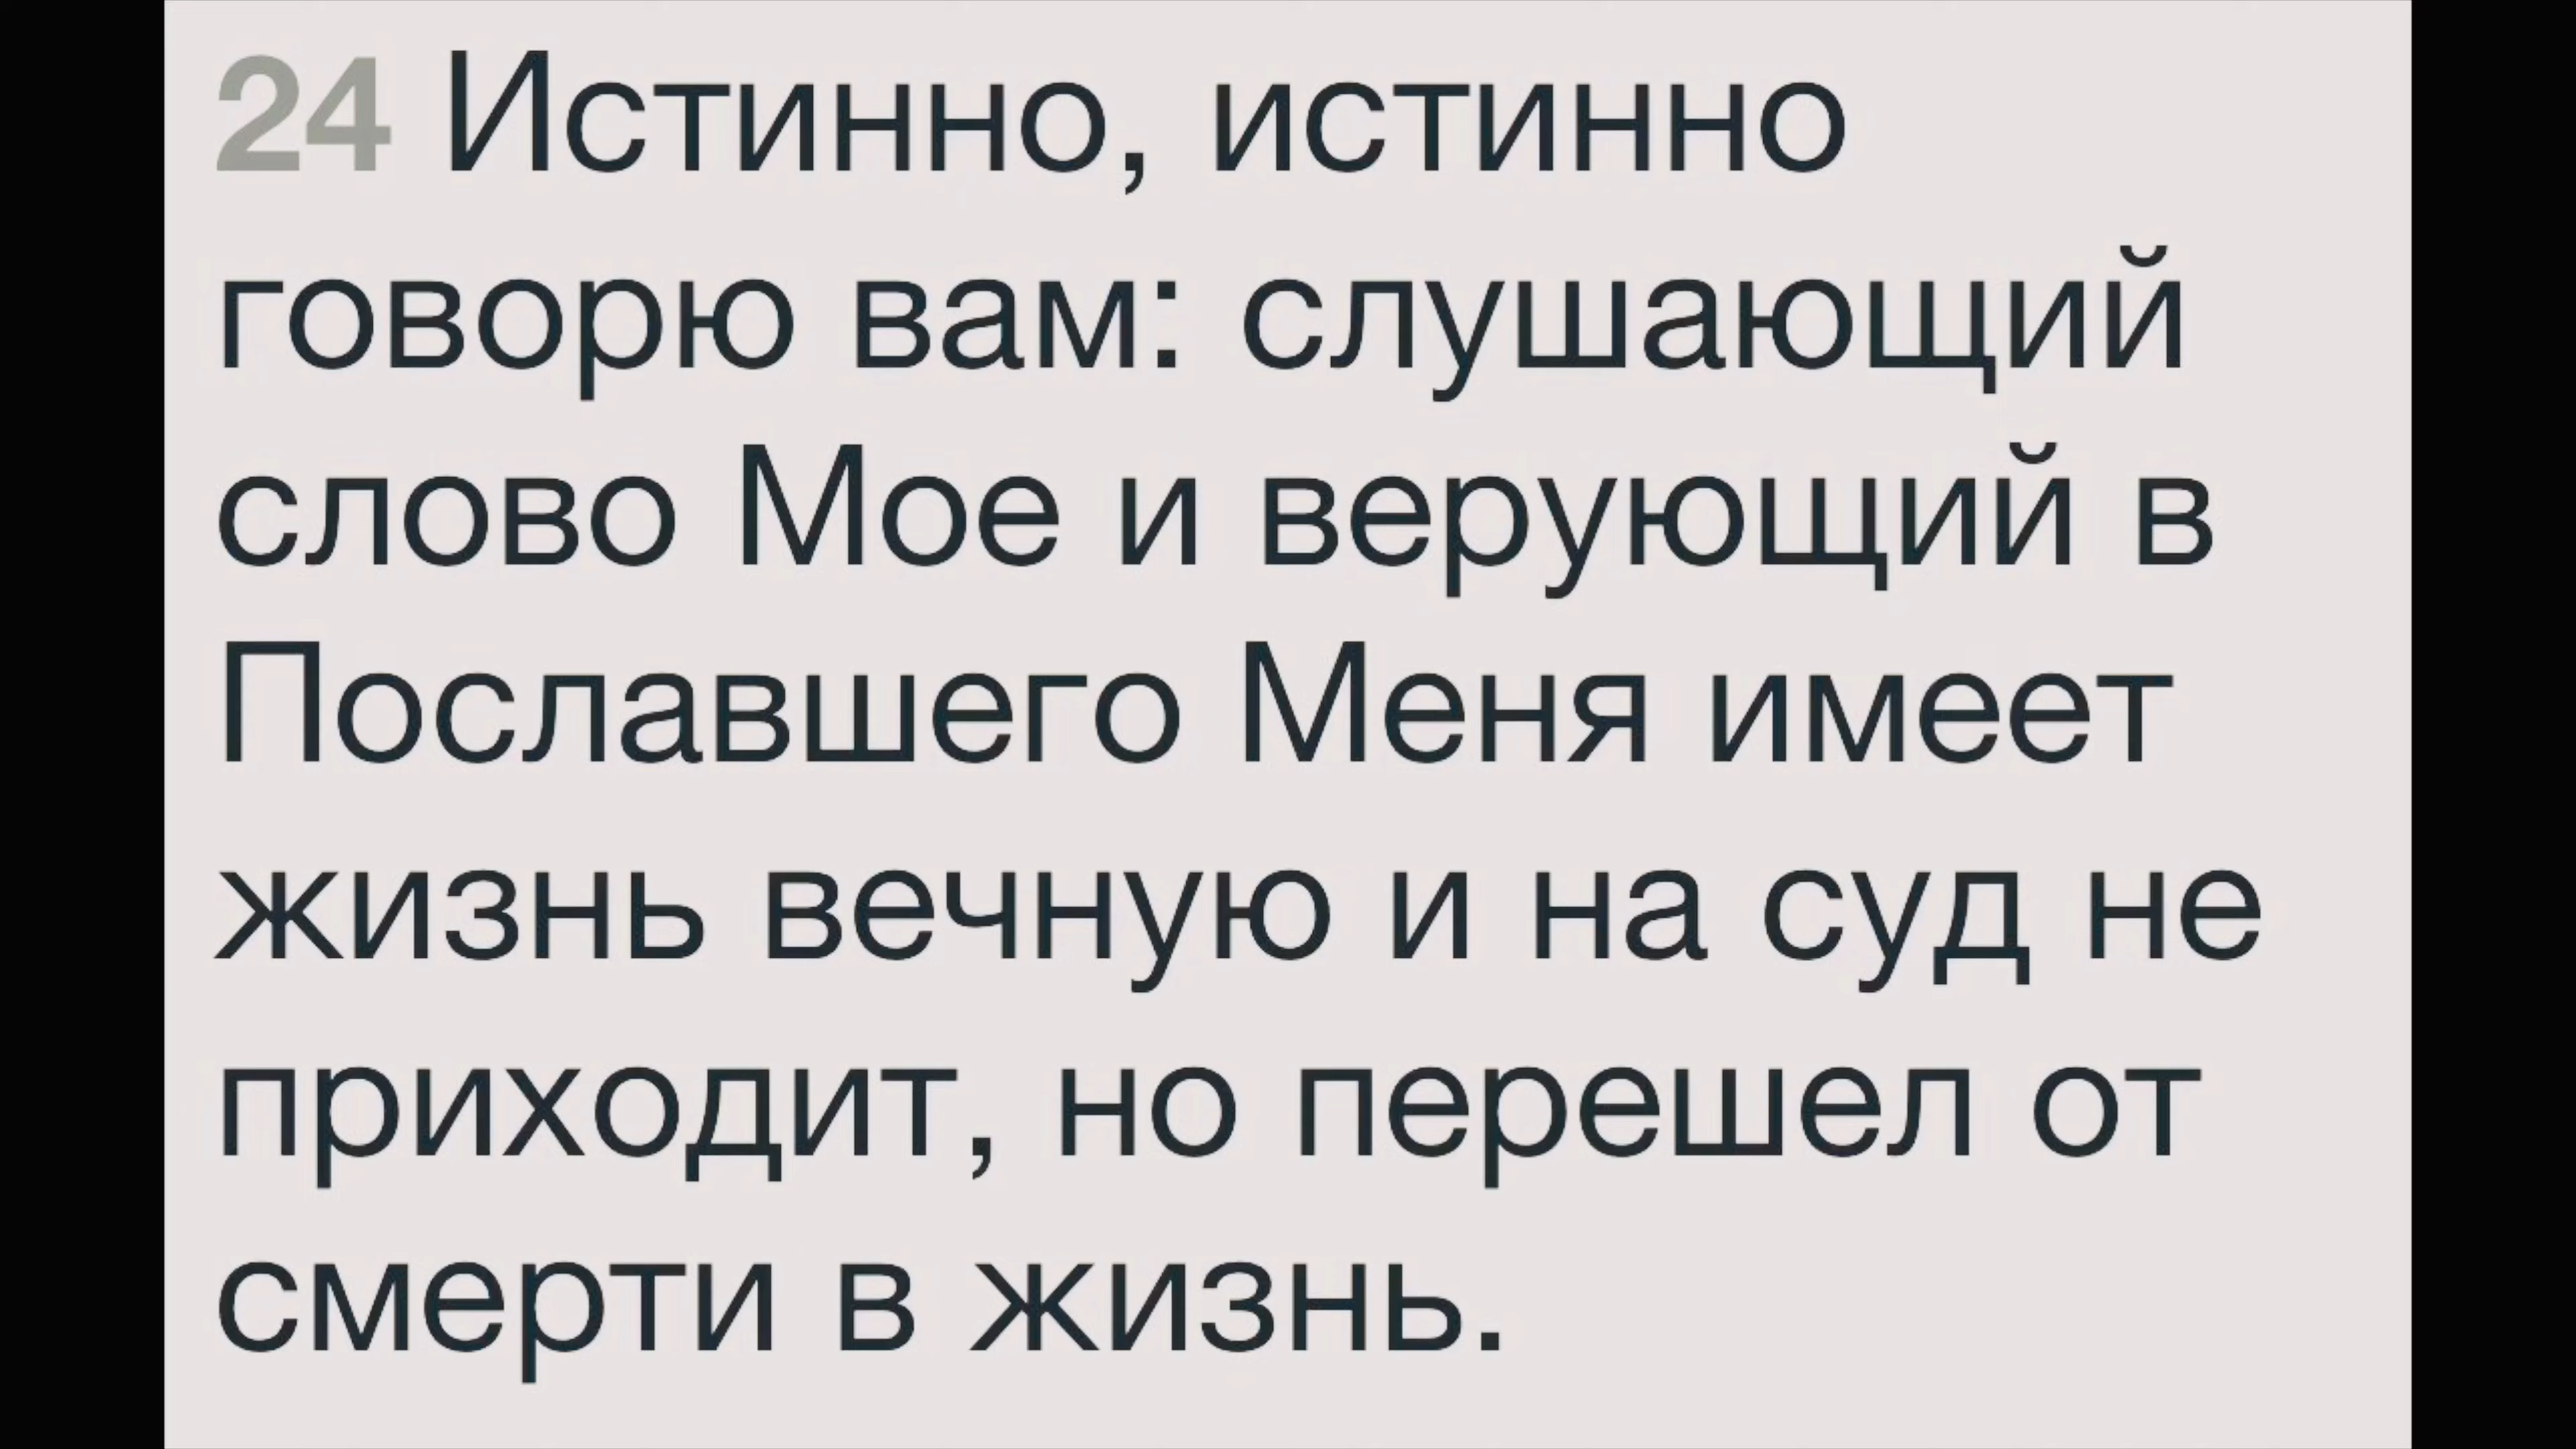 24 Истинно, истинно
говорю вам: слушающий
слово Мое и верующий в
Пославшего Меня имеет
жизнь вечную и на суд не
приходит, но перешел от
смерти в жизнь.